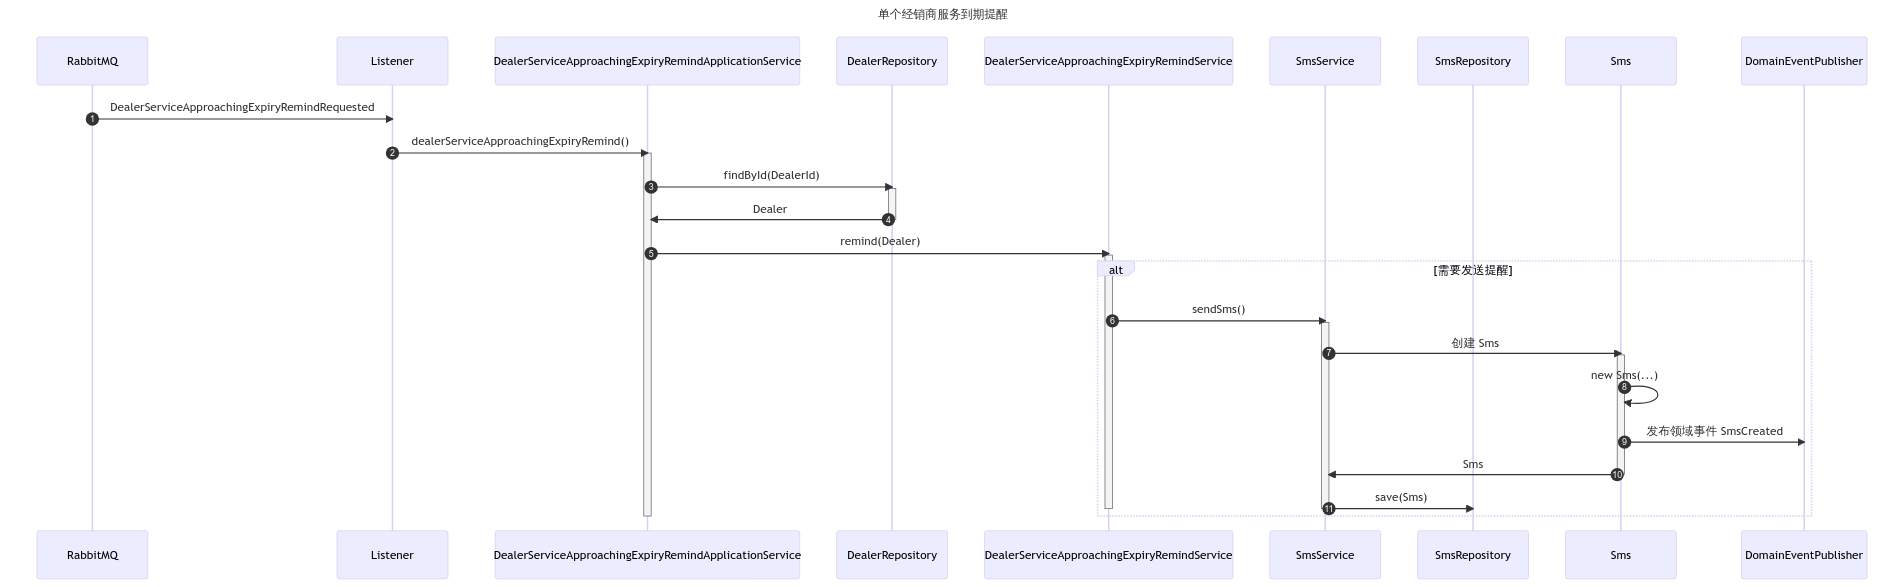 单个经销商服务到期提醒
RabbitMQ
Listener
DealerServiceApproachingExpiryRemindApplicationService
DealerRepository
DealerServiceApproachingExpiryRemindService
SmsService
SmsRepository
Sms
DomainEventPublisher
DealerServiceApproachingExpiryRemindRequested
1
dealerServiceApproachingExpiryRemind()
2
findById(DealerId)
3
Dealer
4
remind(Dealer)
5
alt
[需要发送提醒]
sendSms()
6
创建 Sms
7
new Sms(...)
8
发布领域事件 SmsCreated
9
Sms
10
save(Sms)
11
RabbitMQ
Listener
DealerServiceApproachingExpiryRemindApplicationService
DealerRepository
DealerServiceApproachingExpiryRemindService
SmsService
SmsRepository
Sms
DomainEventPublisher